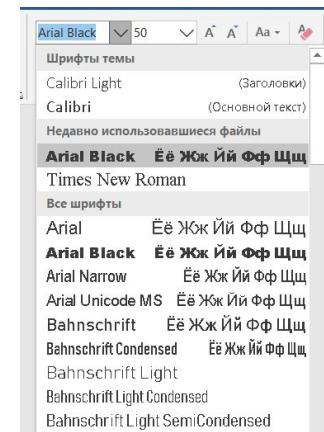 Arial Black 50 A A Aa
Шрифты темы
Calibri Light (Заголовки)
Calibri (Основной текст)
Недавно использовавшиеся файлы
Arial Black Ёё Жж Йй Фф Щщ
Times New Roman
Все шрифты
Arial Ёё Жж Йй Фф Щщ
Arial Black Ёё Жж Йй Фф Щщ
Arial Narrow Ёё Жж Йй Фф Щщ
Arial Unicode MS Ёё Жж Йй Фф Щщ
Bahnschrift Ёё Жж Йй Фф Щщ
Bahnschrift Condensed Ёё Жж Йй Фф Щщ
Bahnschrift Light
Bahnschrift Light Condensed
Bahnschrift Light SemiCondensed